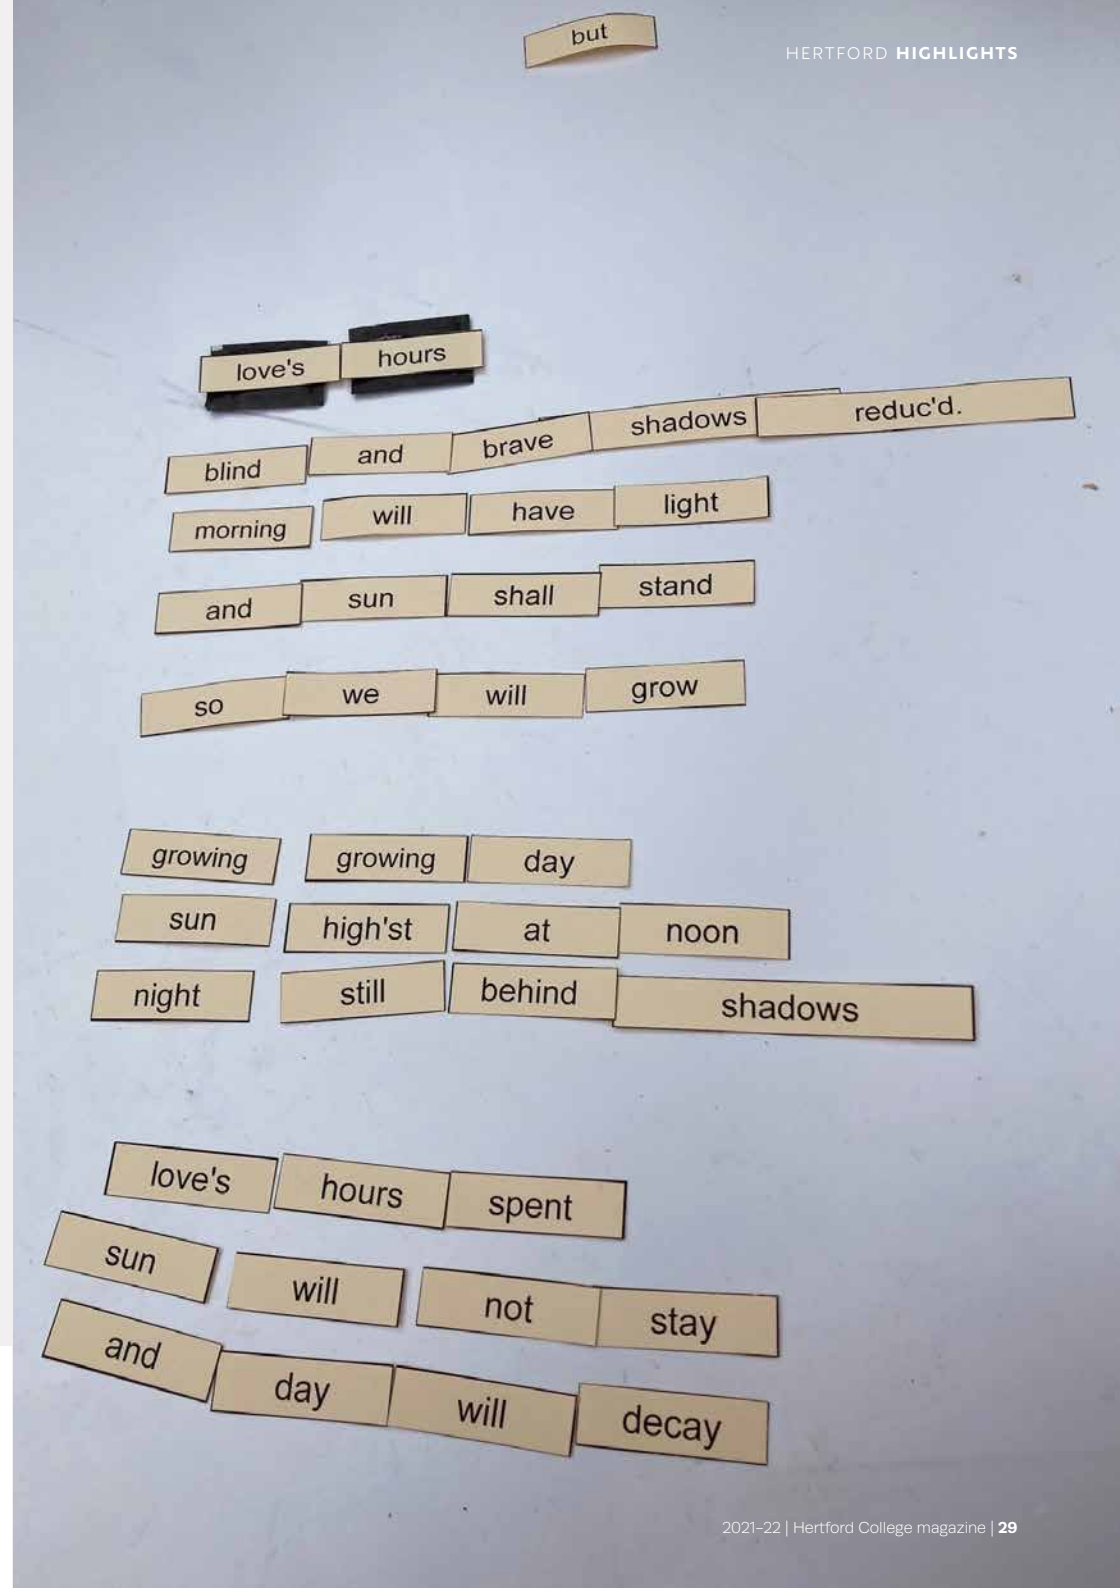 but
HERTFORD HIGHLIGHTS
love's hours
blind and brave shadows reduc'd.
morning will have light
and sun shall stand
so we will grow
growing growing day
sun high'st at noon
night still behind shadows
love's hours spent
sun will not stay
and day will decay
2021–22 | Hertford College magazine | 29